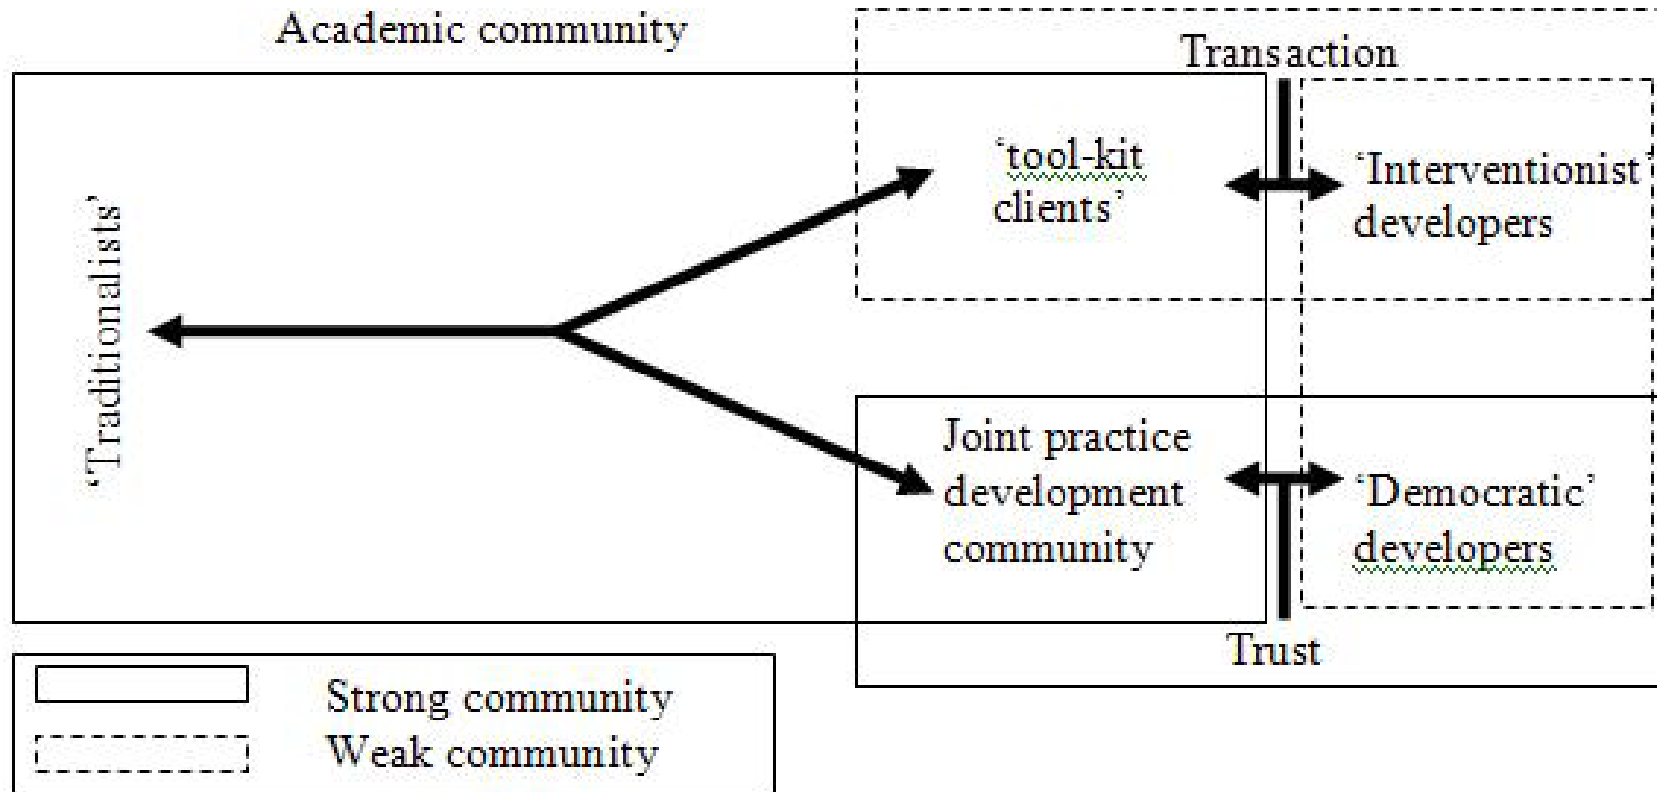 Academic community
Transaction
‘Traditionalists’
‘tool-kit
clients’
‘Interventionist’
developers
Joint practice
development
community
‘Democratic’
developers
Trust
Strong community
Weak community